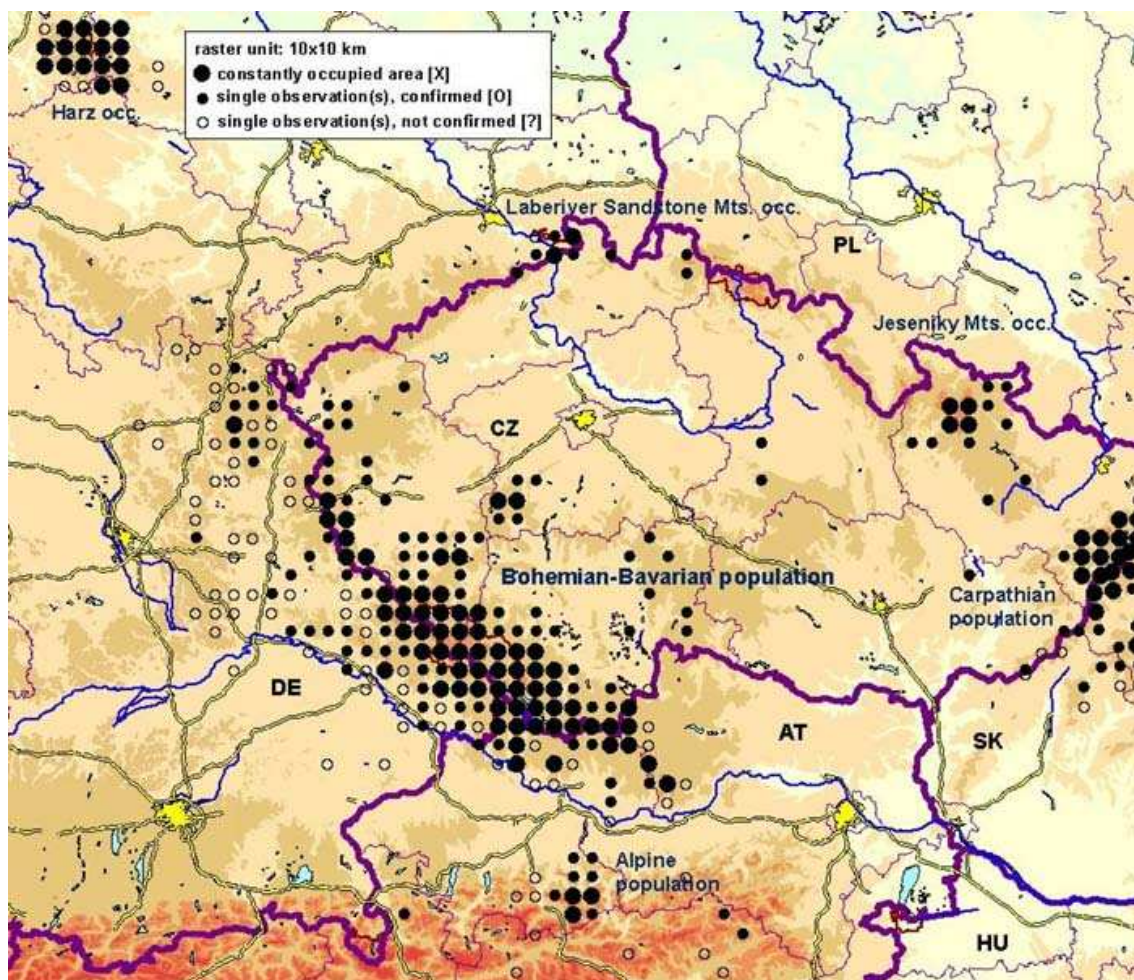 raster unit: 10x10 km
constantly occupied area [X]
single observation(s), confirmed [O]
single observation(s), not confirmed [?]
Harz occ.
Laberiver Sandstone Mts. occ.
PL
Jeseniky Mts. occ.
CZ
Bohemian-Bavarian population
Carpathian
population
DE
AT
SK
Alpine
population
HU